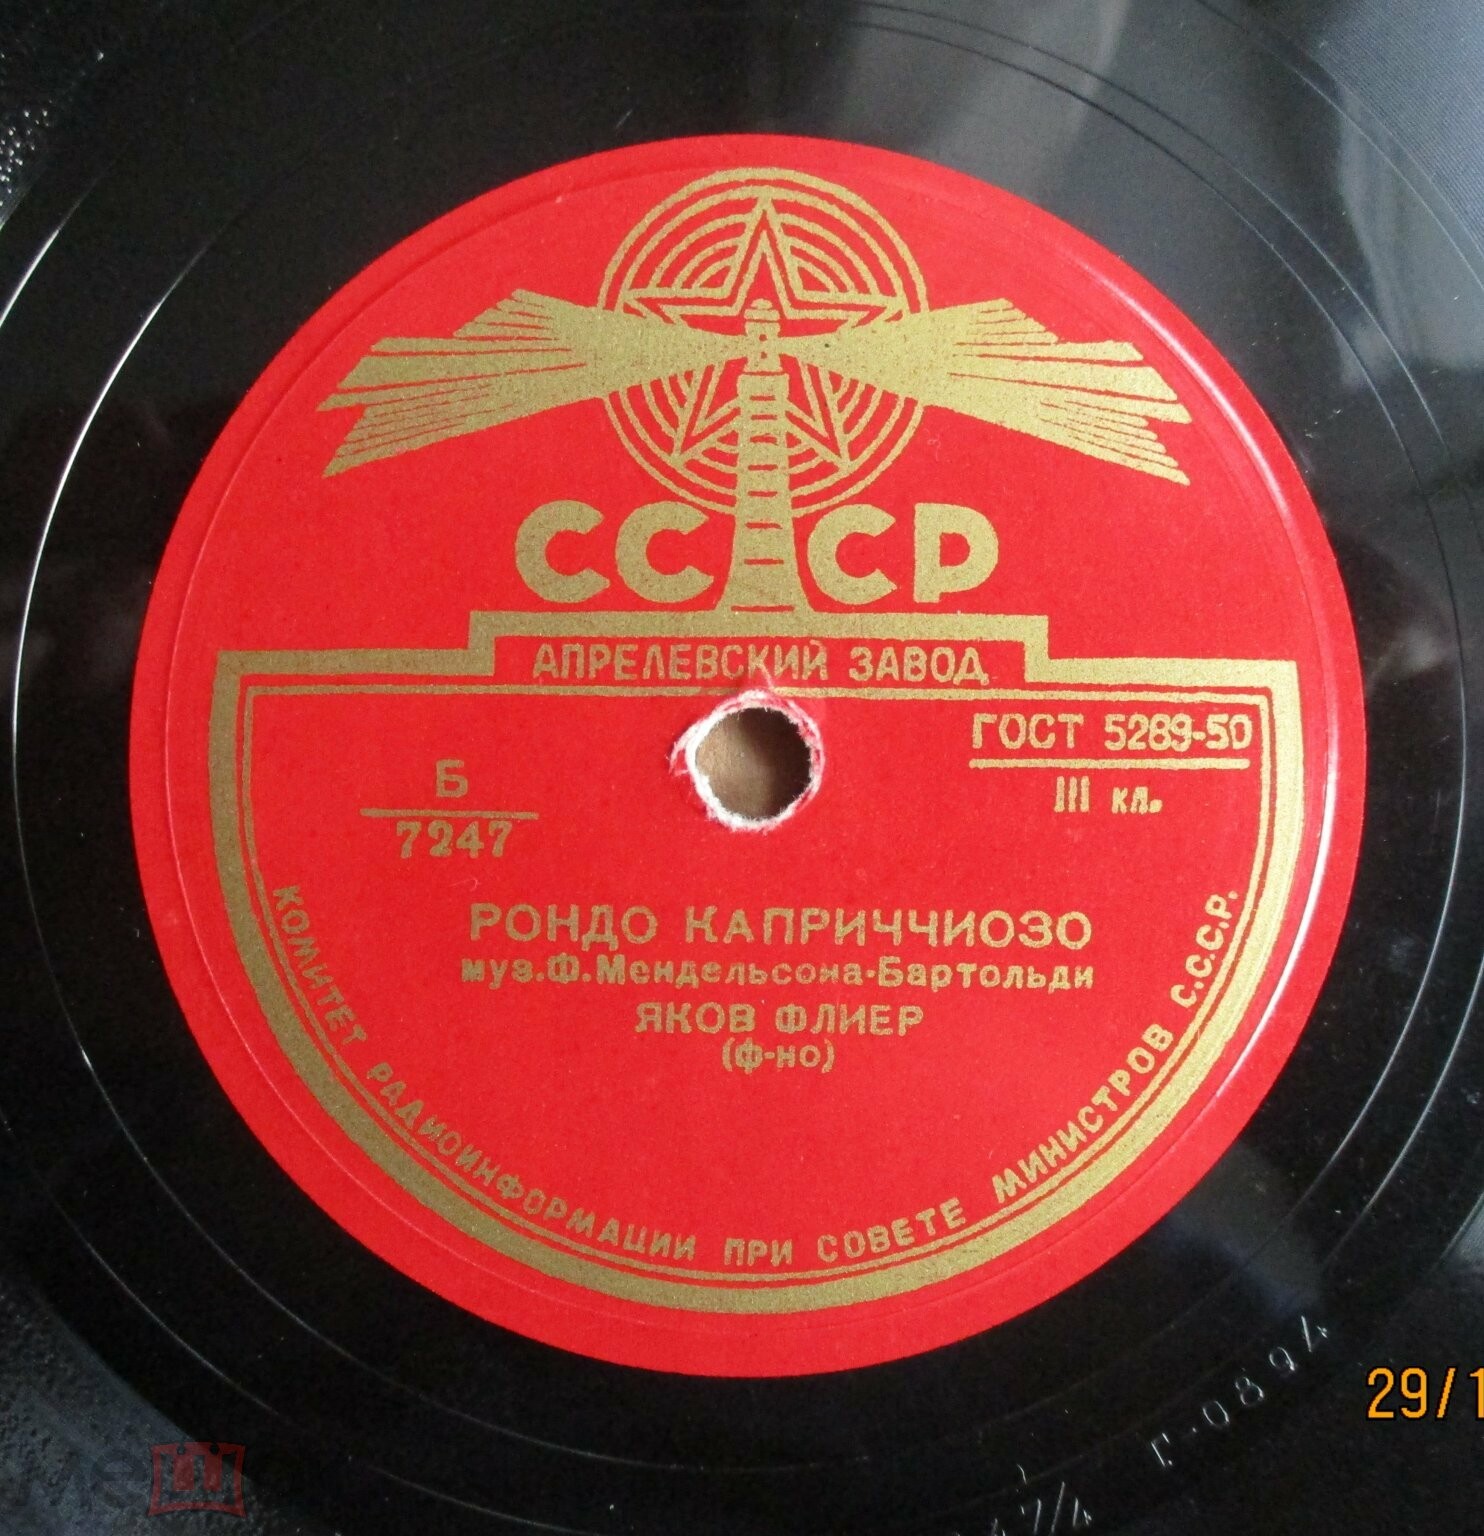 СССР
АПРЕЛЕВСКИЙ ЗАВОД
ГОСТ 5289-50
III кл.
Б
7247
РОНДО КАПРИЧЧИОЗО
муз.Ф.Мендельсона-Бартольди
ЯКОВ ФЛИЕР
(ф-но)
КОМИТЕТ РАДИОИНФОРМАЦИИ ПРИ СОВЕТЕ МИНИСТРОВ С.С.С.Р.
29/1